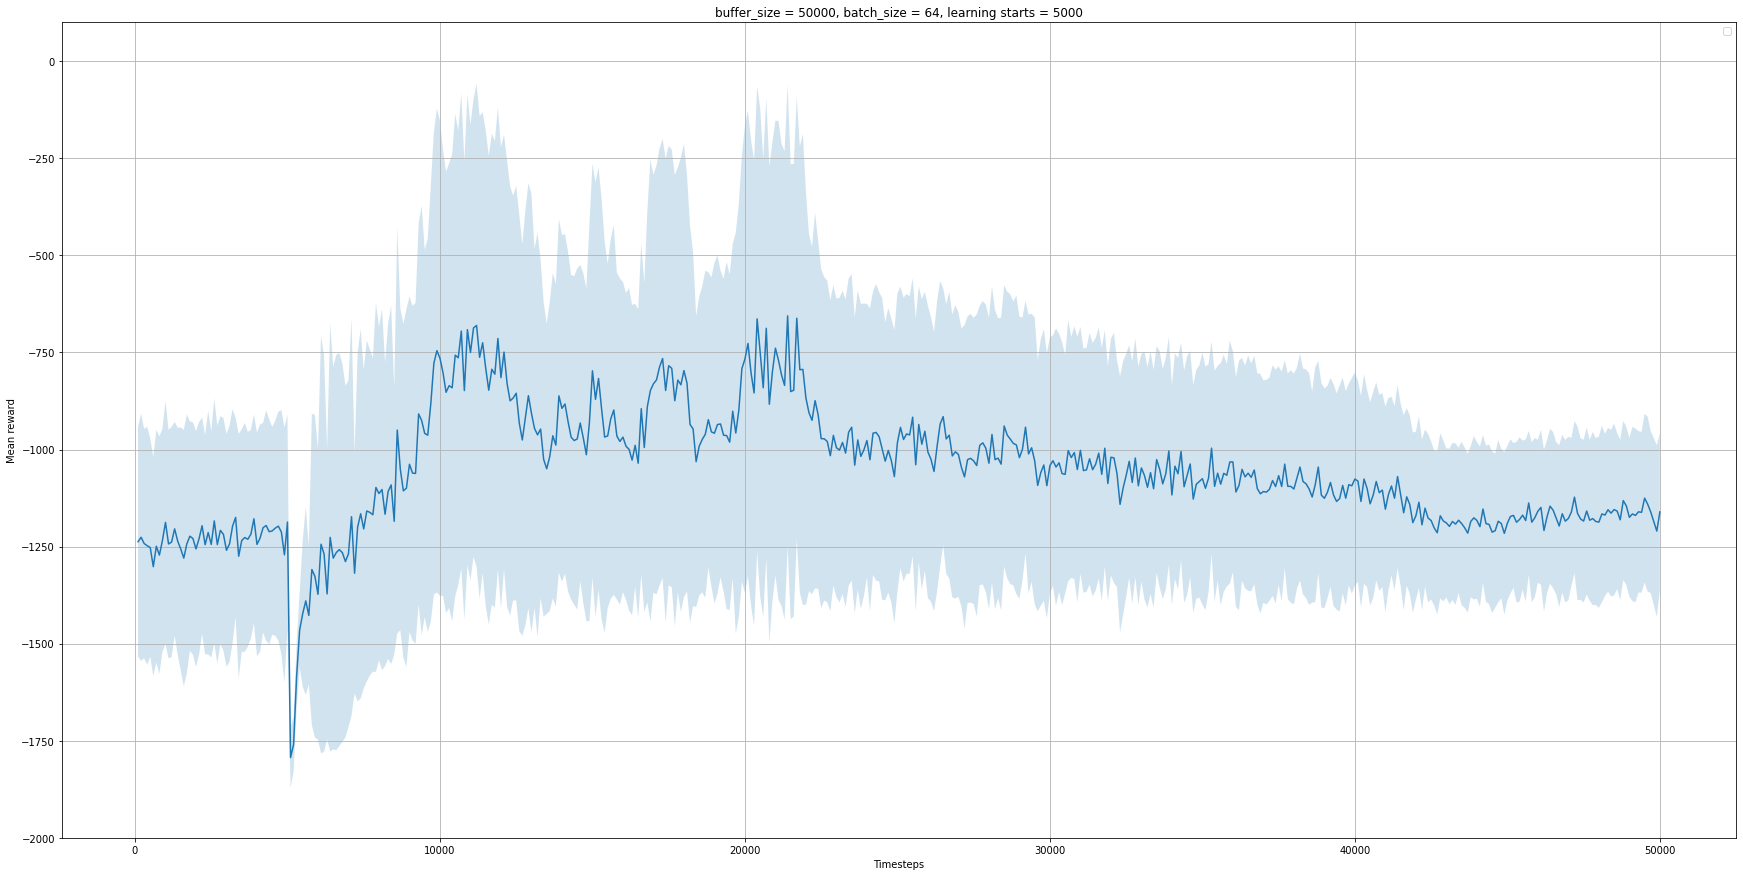 buffer_size = 50000, batch_size = 64, learning starts = 5000
0
−250
−500
−750
−1000
−1250
−1500
−1750
−2000
Mean reward
0 10000 20000 30000 40000 50000
Timesteps